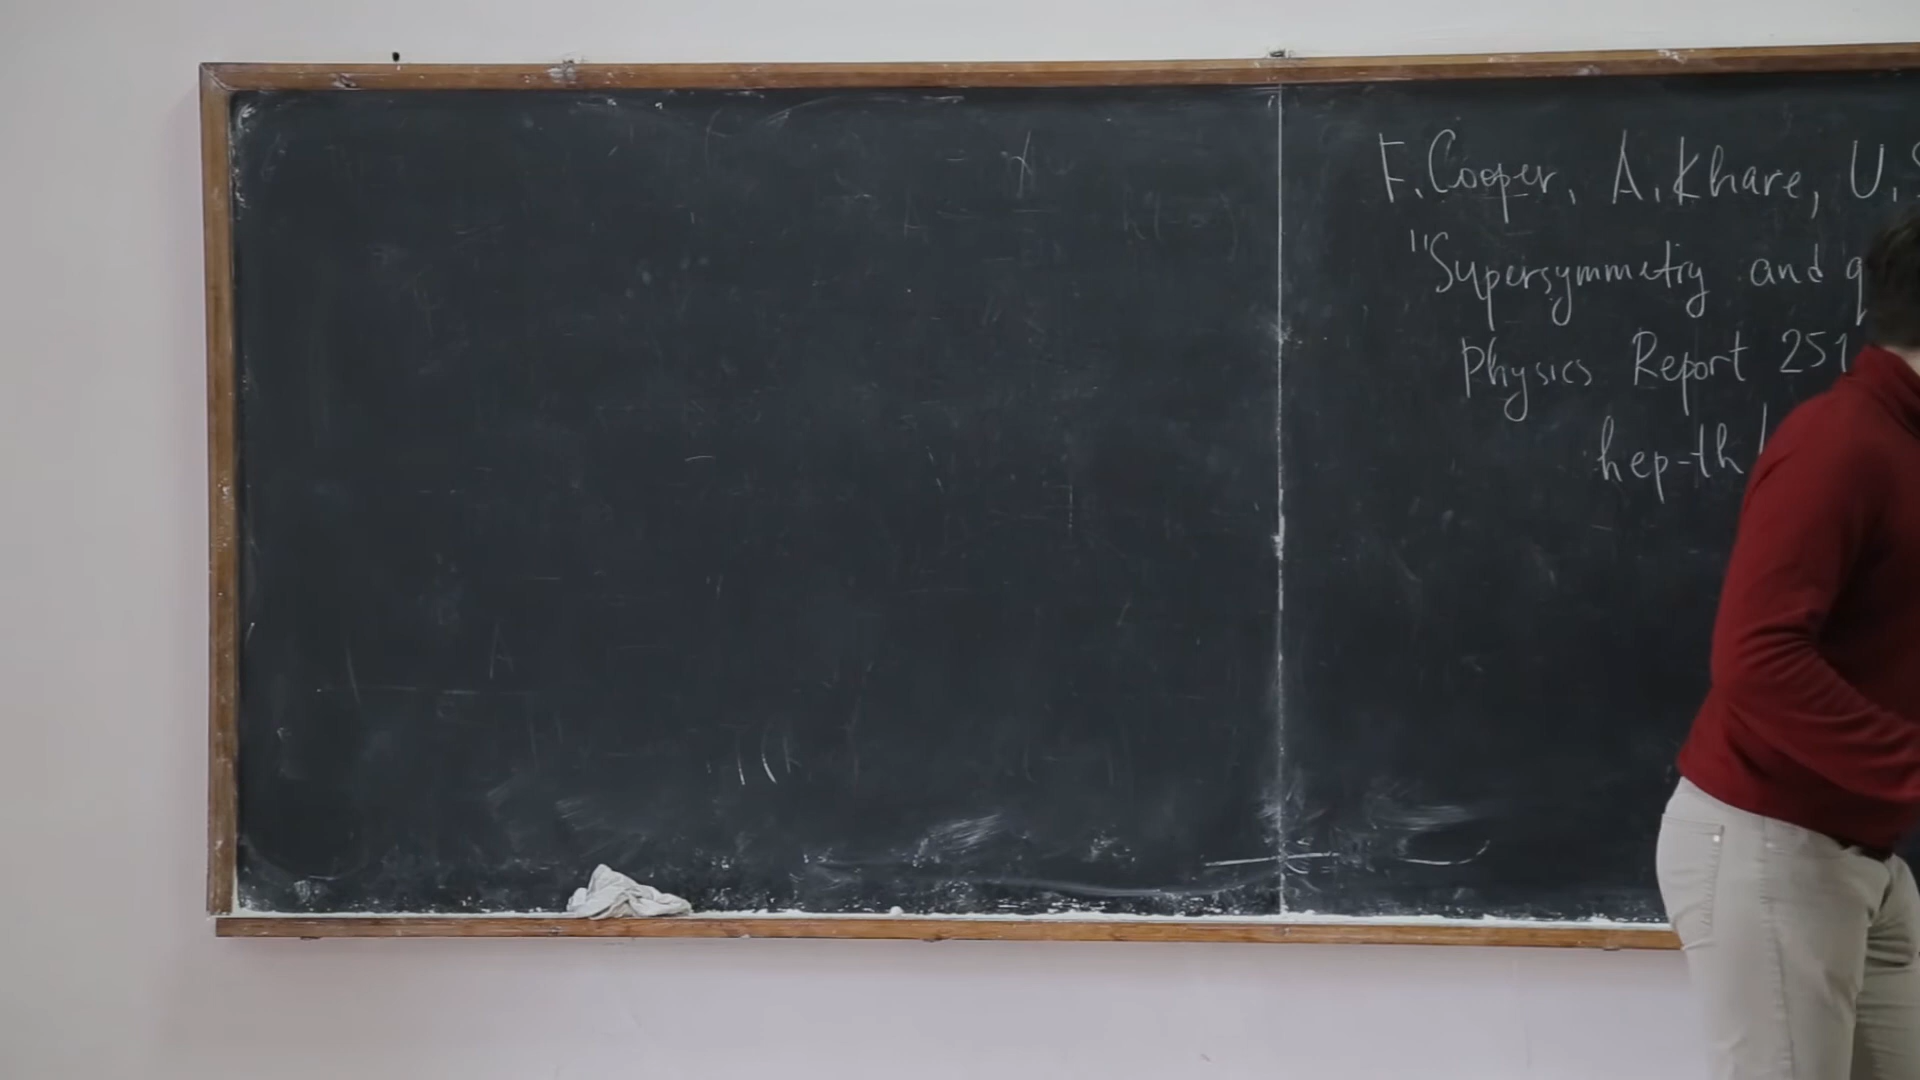 F. Cooper, A. Khare, U.
"Supersymmetry and
Physics Report 251
hep-th/